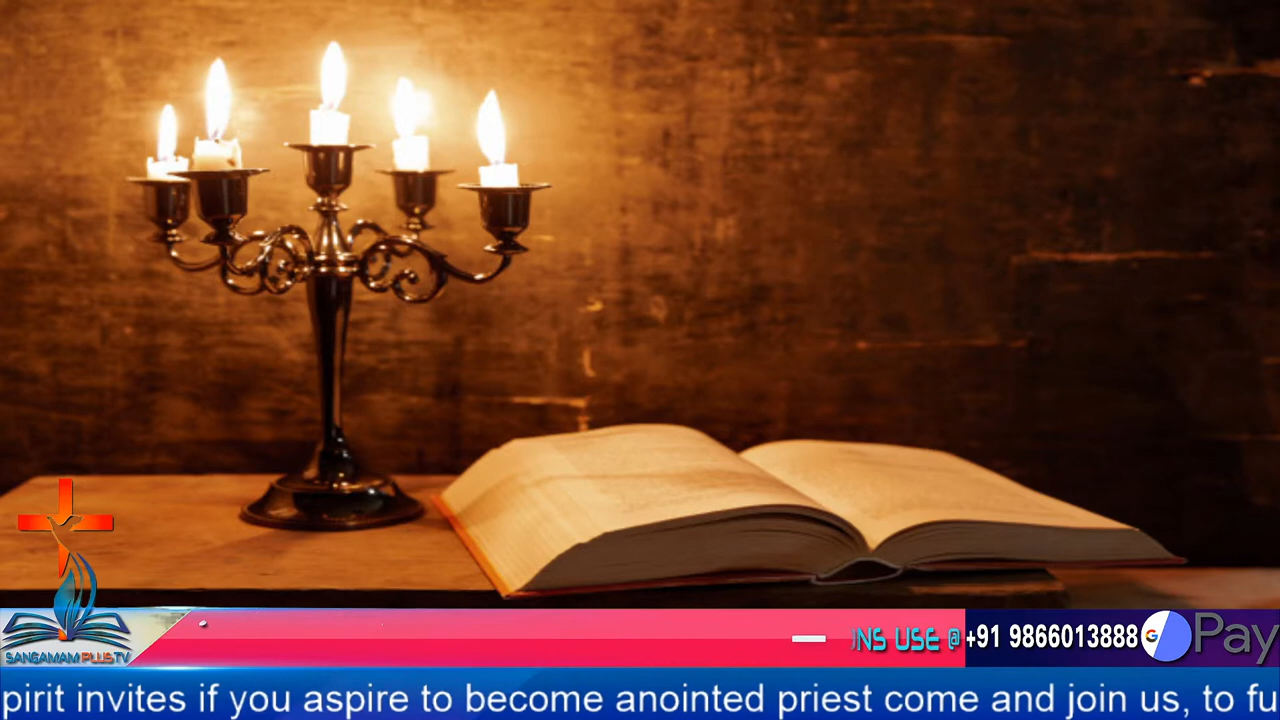 NS USE @ +91 9866013888 G Pay
SANGAMAM PLUS TV
pirit invites if you aspire to become anointed priest come and join us, to fu